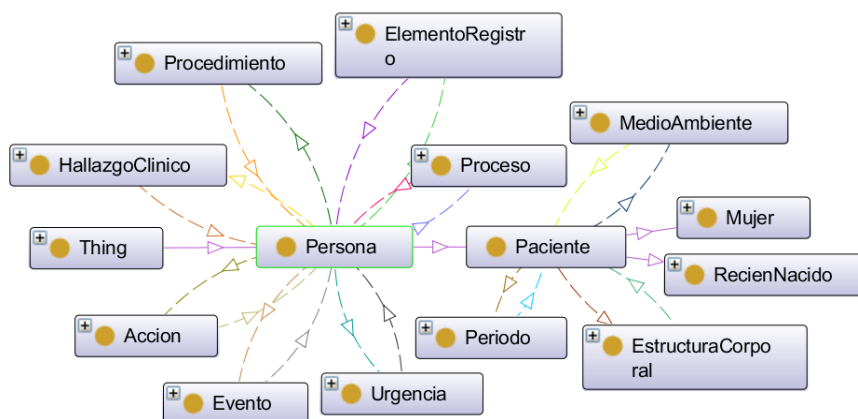 ElementoRegistr
o
Procedimiento
MedioAmbiente
HallazgoClinico
Proceso
Mujer
Thing
Persona
Paciente
RecienNacido
Accion
Periodo
EstructuraCorpo
ral
Evento
Urgencia